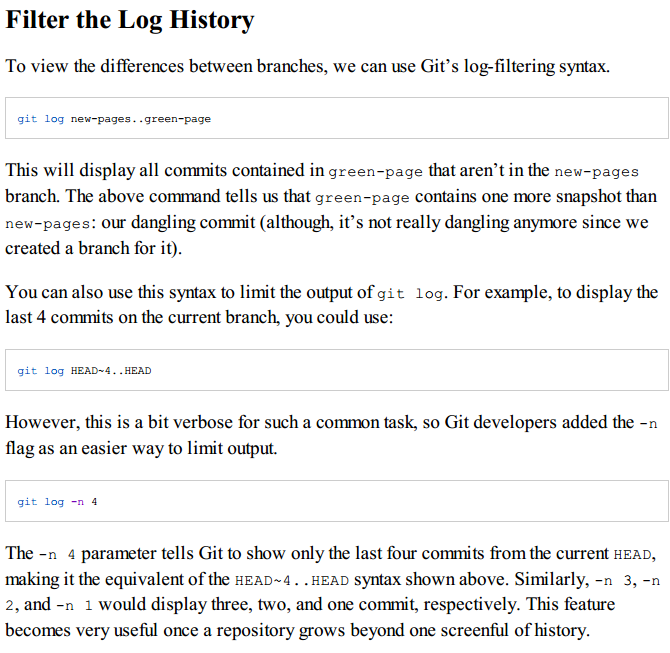 Filter the Log History
To view the differences between branches, we can use Git’s log-filtering syntax.
git log new-pages..green-page
This will display all commits contained in green-page that aren’t in the new-pages
branch. The above command tells us that green-page contains one more snapshot than
new-pages: our dangling commit (although, it’s not really dangling anymore since we
created a branch for it).
You can also use this syntax to limit the output of git log. For example, to display the
last 4 commits on the current branch, you could use:
git log HEAD~4..HEAD
However, this is a bit verbose for such a common task, so Git developers added the -n
flag as an easier way to limit output.
git log -n 4
The -n 4 parameter tells Git to show only the last four commits from the current HEAD,
making it the equivalent of the HEAD~4..HEAD syntax shown above. Similarly, -n 3, -n
2, and -n 1 would display three, two, and one commit, respectively. This feature
becomes very useful once a repository grows beyond one screenful of history.